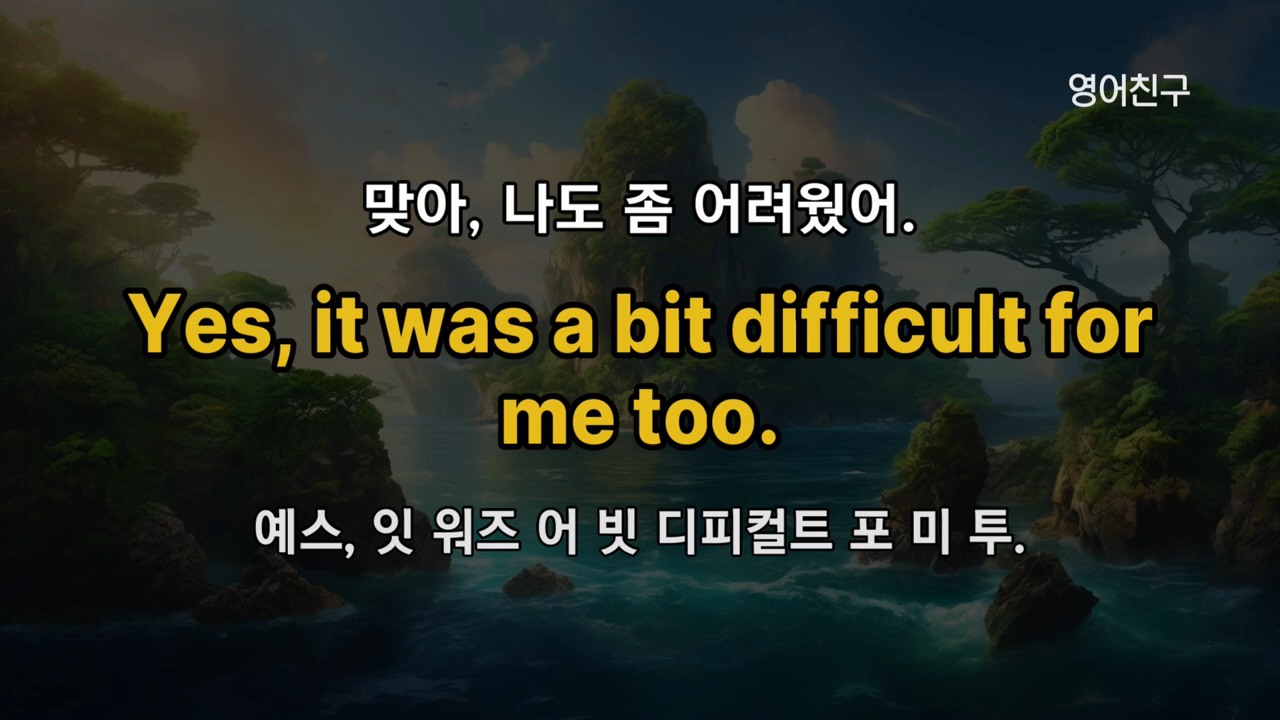 영어친구
맞아, 나도 좀 어려웠어.
Yes, it was a bit difficult for
me too.
예스, 잇 워즈 어 빗 디피컬트 포 미 투.